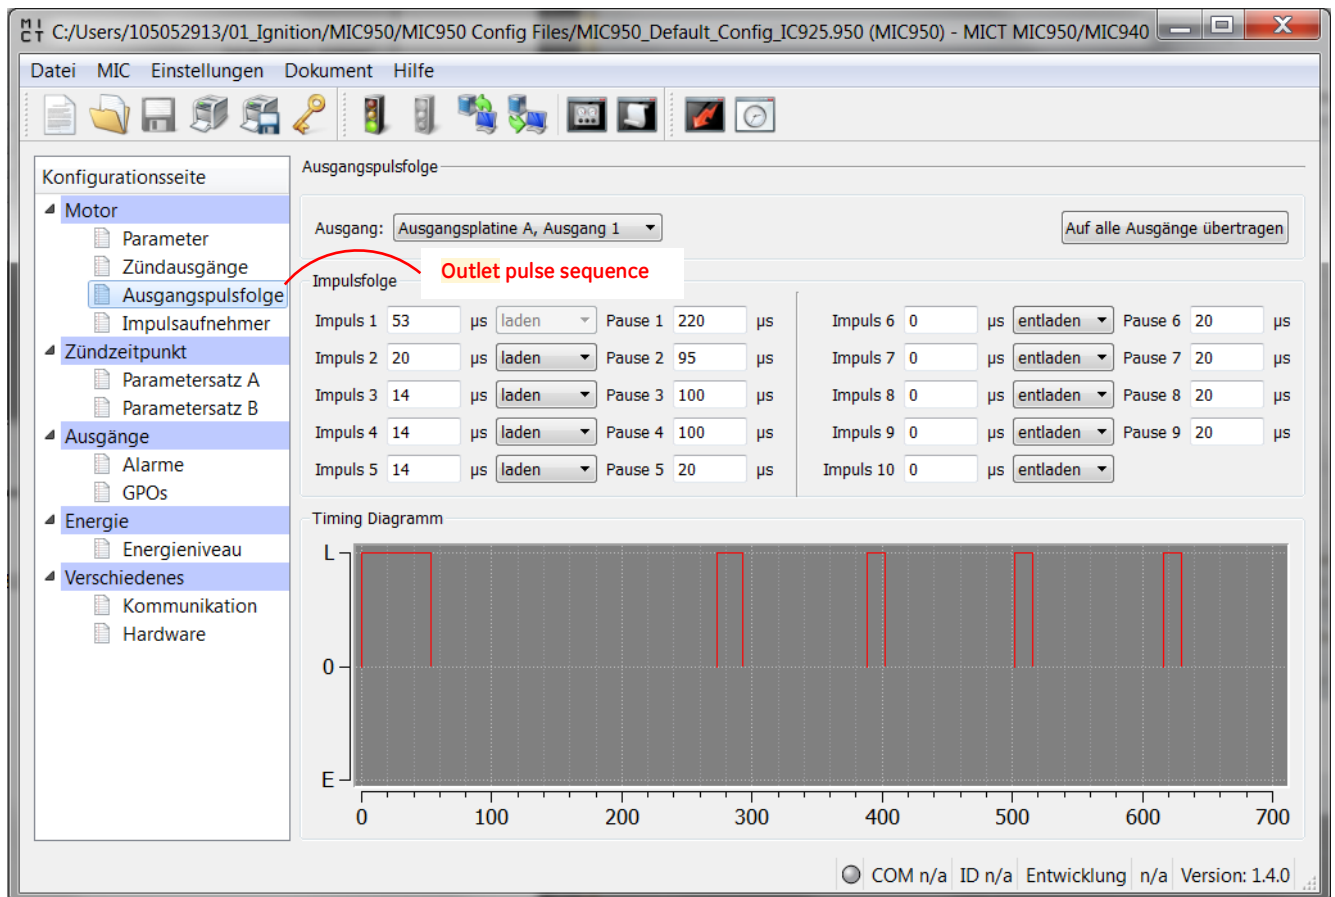 MICT C:/Users/105052913/01_Ignition/MIC950/MIC950 Config Files/MIC950_Default_Config_IC925.950 (MIC950) - MICT MIC950/MIC940
Datei MIC Einstellungen Dokument Hilfe
Konfigurationsseite
Motor
Parameter
Zündausgänge
Ausgangspulsfolge
Impulsaufnehmer
Zündzeitpunkt
Parametersatz A
Parametersatz B
Ausgänge
Alarme
GPOs
Energie
Energieniveau
Verschiedenes
Kommunikation
Hardware
Ausgangspulsfolge
Ausgang: Ausgangsplatine A, Ausgang 1 Auf alle Ausgänge übertragen
Outlet pulse sequence
Impulsfolge
Impuls 1 53 µs laden Pause 1 220 µs Impuls 6 0 µs entladen Pause 6 20 µs
Impuls 2 20 µs laden Pause 2 95 µs Impuls 7 0 µs entladen Pause 7 20 µs
Impuls 3 14 µs laden Pause 3 100 µs Impuls 8 0 µs entladen Pause 8 20 µs
Impuls 4 14 µs laden Pause 4 100 µs Impuls 9 0 µs entladen Pause 9 20 µs
Impuls 5 14 µs laden Pause 5 20 µs Impuls 10 0 µs entladen
Timing Diagramm
L
0
E
0 100 200 300 400 500 600 700
COM n/a ID n/a Entwicklung n/a Version: 1.4.0